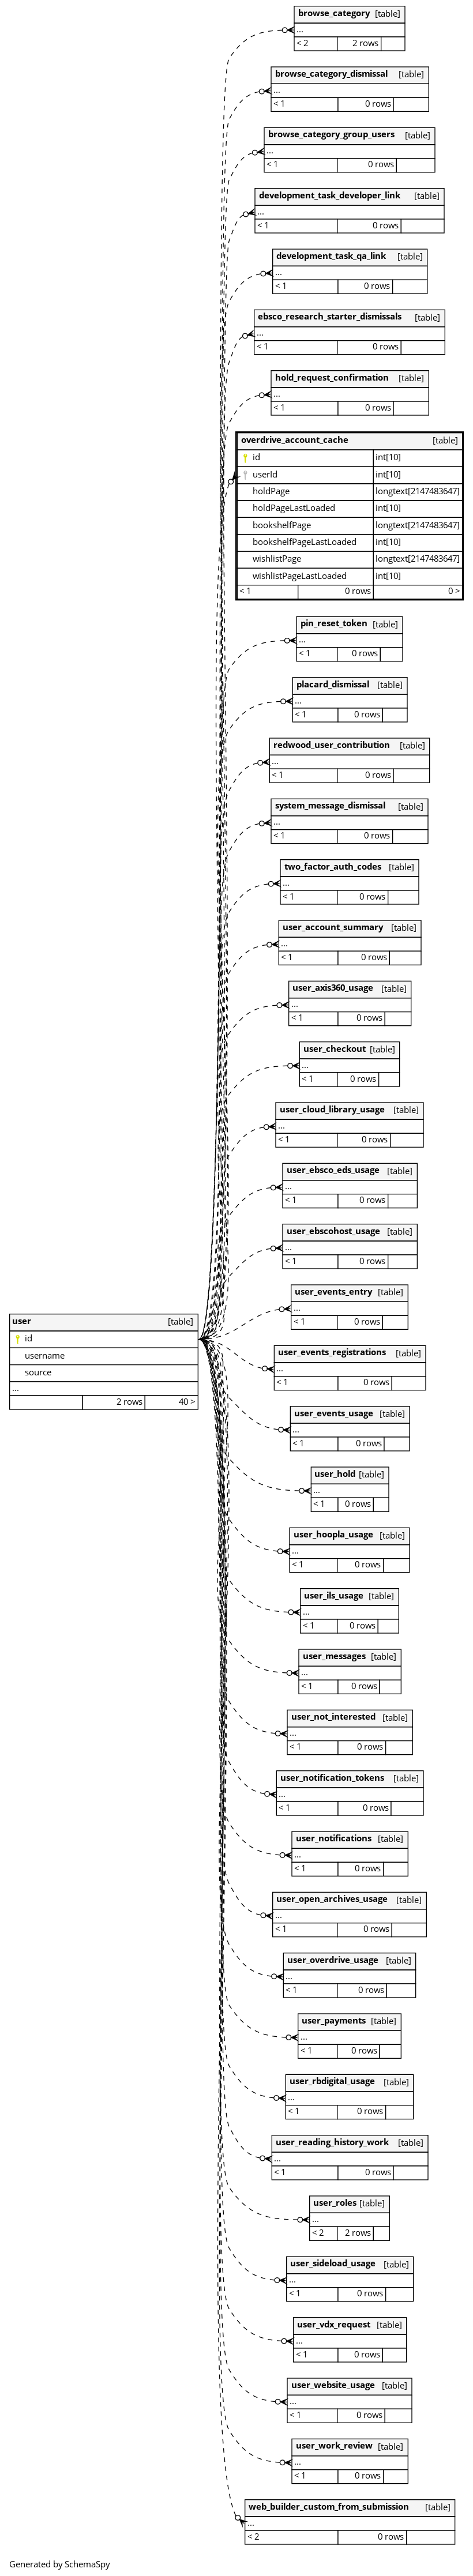 browse_category [table]
...
< 2 2 rows
browse_category_dismissal [table]
...
< 1 0 rows
browse_category_group_users [table]
...
< 1 0 rows
development_task_developer_link [table]
...
< 1 0 rows
development_task_qa_link [table]
...
< 1 0 rows
ebsco_research_starter_dismissals [table]
...
< 1 0 rows
hold_request_confirmation [table]
...
< 1 0 rows
overdrive_account_cache [table]
id int[10]
userId int[10]
holdPage longtext[2147483647]
holdPageLastLoaded int[10]
bookshelfPage longtext[2147483647]
bookshelfPageLastLoaded int[10]
wishlistPage longtext[2147483647]
wishlistPageLastLoaded int[10]
< 1 0 rows 0 >
pin_reset_token [table]
...
< 1 0 rows
placard_dismissal [table]
...
< 1 0 rows
redwood_user_contribution [table]
...
< 1 0 rows
system_message_dismissal [table]
...
< 1 0 rows
two_factor_auth_codes [table]
...
< 1 0 rows
user_account_summary [table]
...
< 1 0 rows
user_axis360_usage [table]
...
< 1 0 rows
user_checkout [table]
...
< 1 0 rows
user_cloud_library_usage [table]
...
< 1 0 rows
user_ebsco_eds_usage [table]
...
< 1 0 rows
user_ebscohost_usage [table]
...
< 1 0 rows
user_events_entry [table]
...
< 1 0 rows
user [table]
id
username
source
...
2 rows 40 >
user_events_registrations [table]
...
< 1 0 rows
user_events_usage [table]
...
< 1 0 rows
user_hold [table]
...
< 1 0 rows
user_hoopla_usage [table]
...
< 1 0 rows
user_ils_usage [table]
...
< 1 0 rows
user_messages [table]
...
< 1 0 rows
user_not_interested [table]
...
< 1 0 rows
user_notification_tokens [table]
...
< 1 0 rows
user_notifications [table]
...
< 1 0 rows
user_open_archives_usage [table]
...
< 1 0 rows
user_overdrive_usage [table]
...
< 1 0 rows
user_payments [table]
...
< 1 0 rows
user_rbdigital_usage [table]
...
< 1 0 rows
user_reading_history_work [table]
...
< 1 0 rows
user_roles [table]
...
< 2 2 rows
user_sideload_usage [table]
...
< 1 0 rows
user_vdx_request [table]
...
< 1 0 rows
user_website_usage [table]
...
< 1 0 rows
user_work_review [table]
...
< 1 0 rows
web_builder_custom_from_submission [table]
...
< 2 0 rows
Generated by SchemaSpy